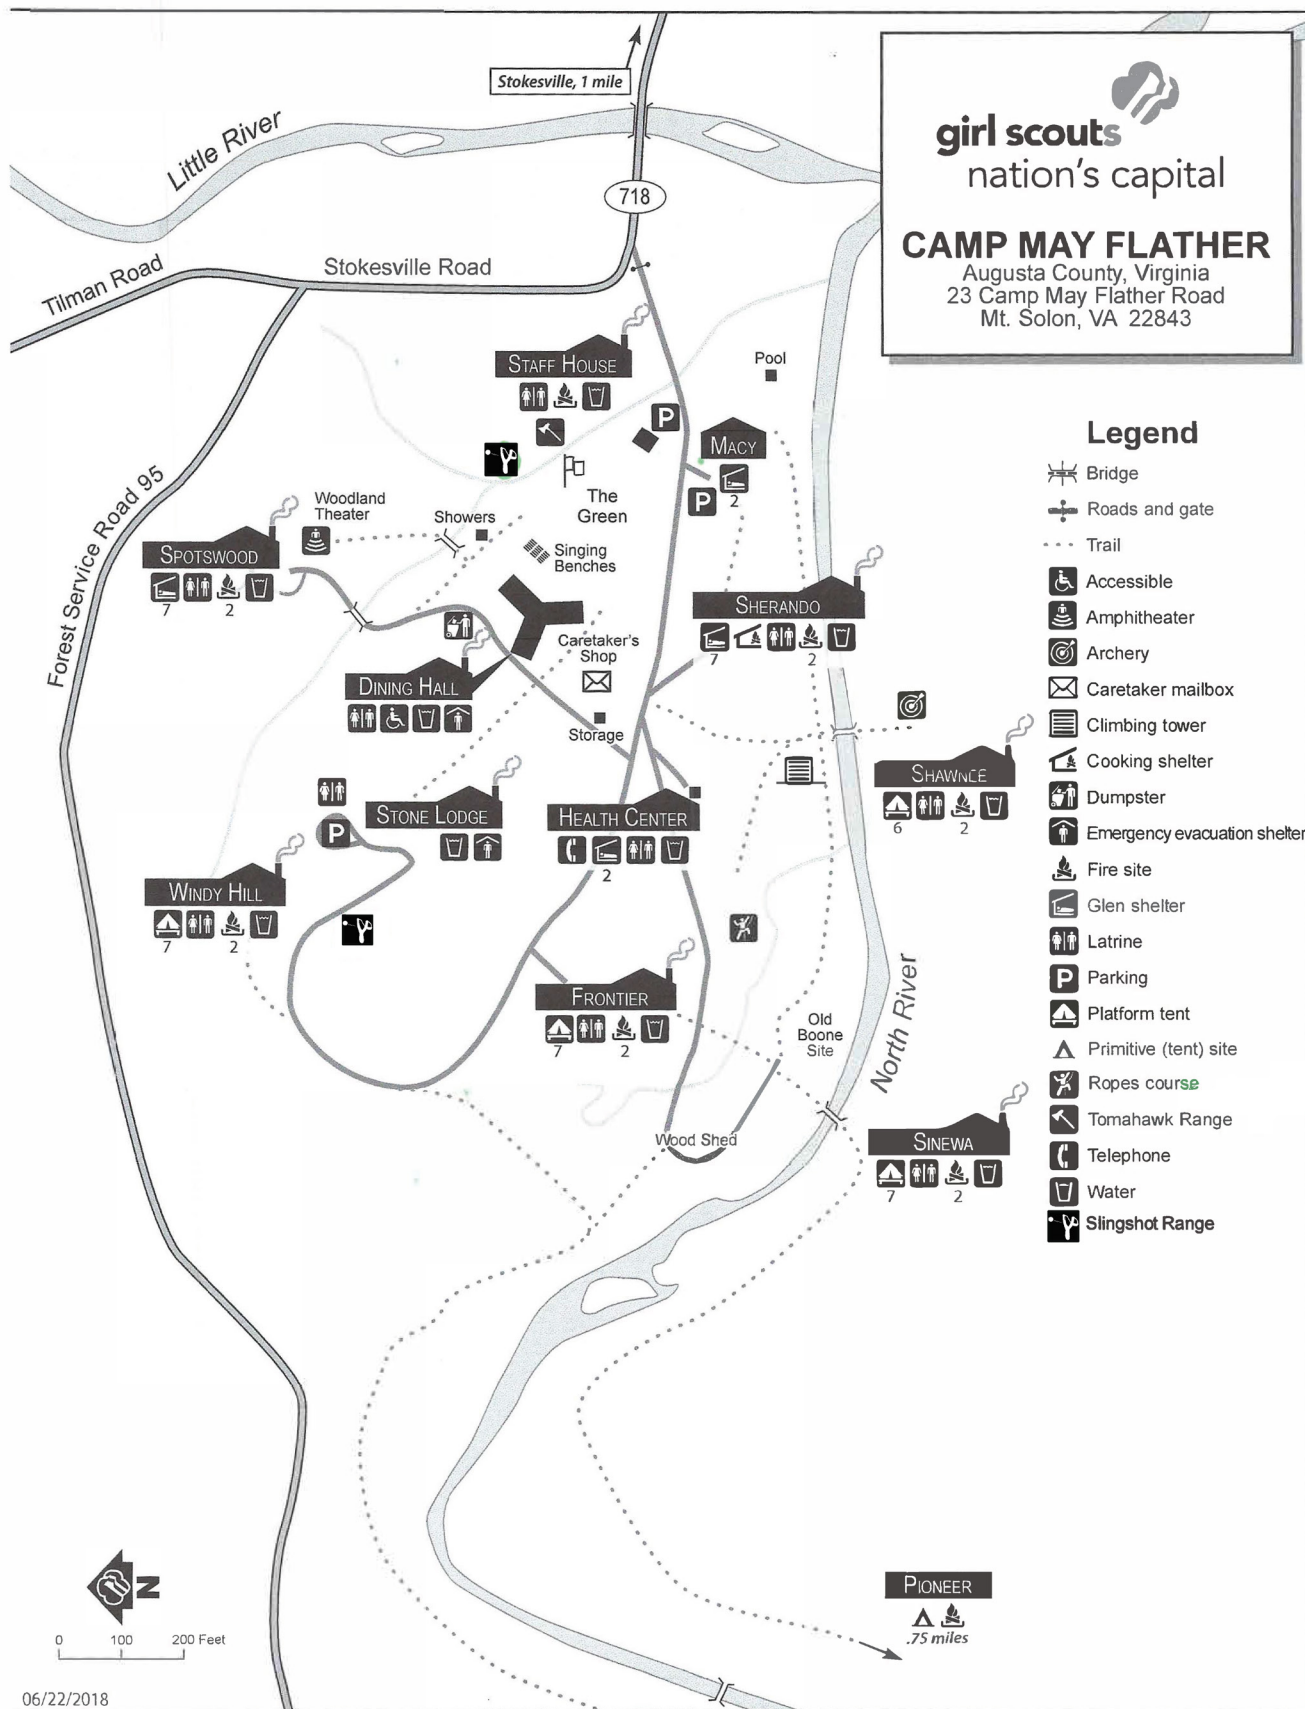 Stokesville, 1 mile
girl scouts
nation's capital
CAMP MAY FLATHER
Augusta County, Virginia
23 Camp May Flather Road
Mt. Solon, VA 22843
Little River
718
Tilman Road
Stokesville Road
Forest Service Road 95
STAFF HOUSE
Pool
P
MACY
2
P
The
Green
Woodland
Theater
Showers
Singing
Benches
SPOTSWOOD
7
2
SHERANDO
7
2
Caretaker's
Shop
DINING HALL
Storage
SHAWNEE
6
2
STONE LODGE
P
HEALTH CENTER
2
WINDY HILL
7
2
FRONTIER
7
2
Old
Boone
Site
North River
Wood Shed
SINEWA
7
2
PIONEER
.75 miles
Legend
Bridge
Roads and gate
Trail
Accessible
Amphitheater
Archery
Caretaker mailbox
Climbing tower
Cooking shelter
Dumpster
Emergency evacuation shelter
Fire site
Glen shelter
Latrine
P Parking
Platform tent
Primitive (tent) site
Ropes course
Tomahawk Range
Telephone
Water
Slingshot Range
N
0 100 200 Feet
06/22/2018